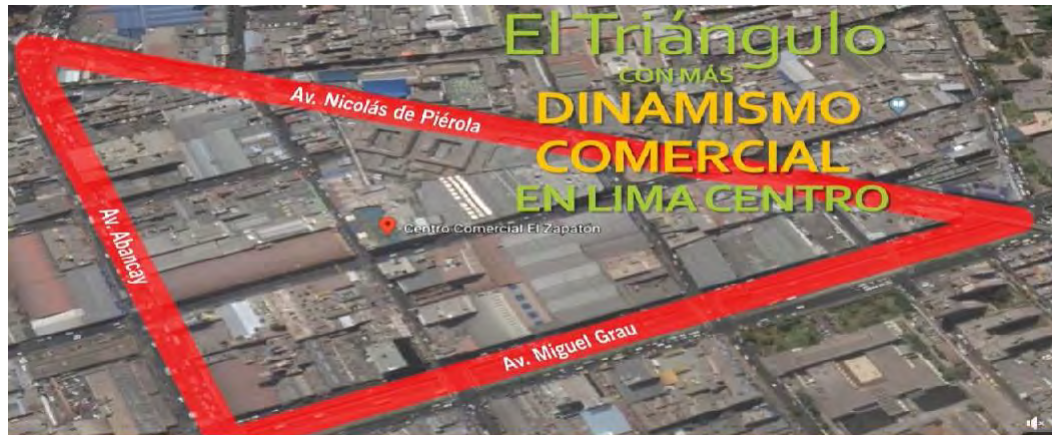 El Triángulo
CON MÁS
DINAMISMO
COMERCIAL
EN LIMA CENTRO
Av. Nicolás de Piérola
Av. Abancay
Centro Comercial El Zapatón
Av. Miguel Grau